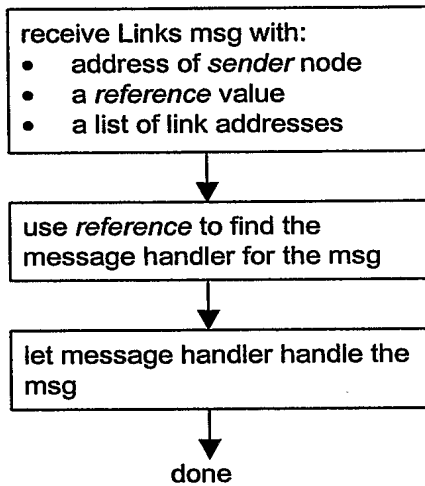 receive Links msg with:
• address of sender node
• a reference value
• a list of link addresses
use reference to find the
message handler for the msg
let message handler handle the
msg
done